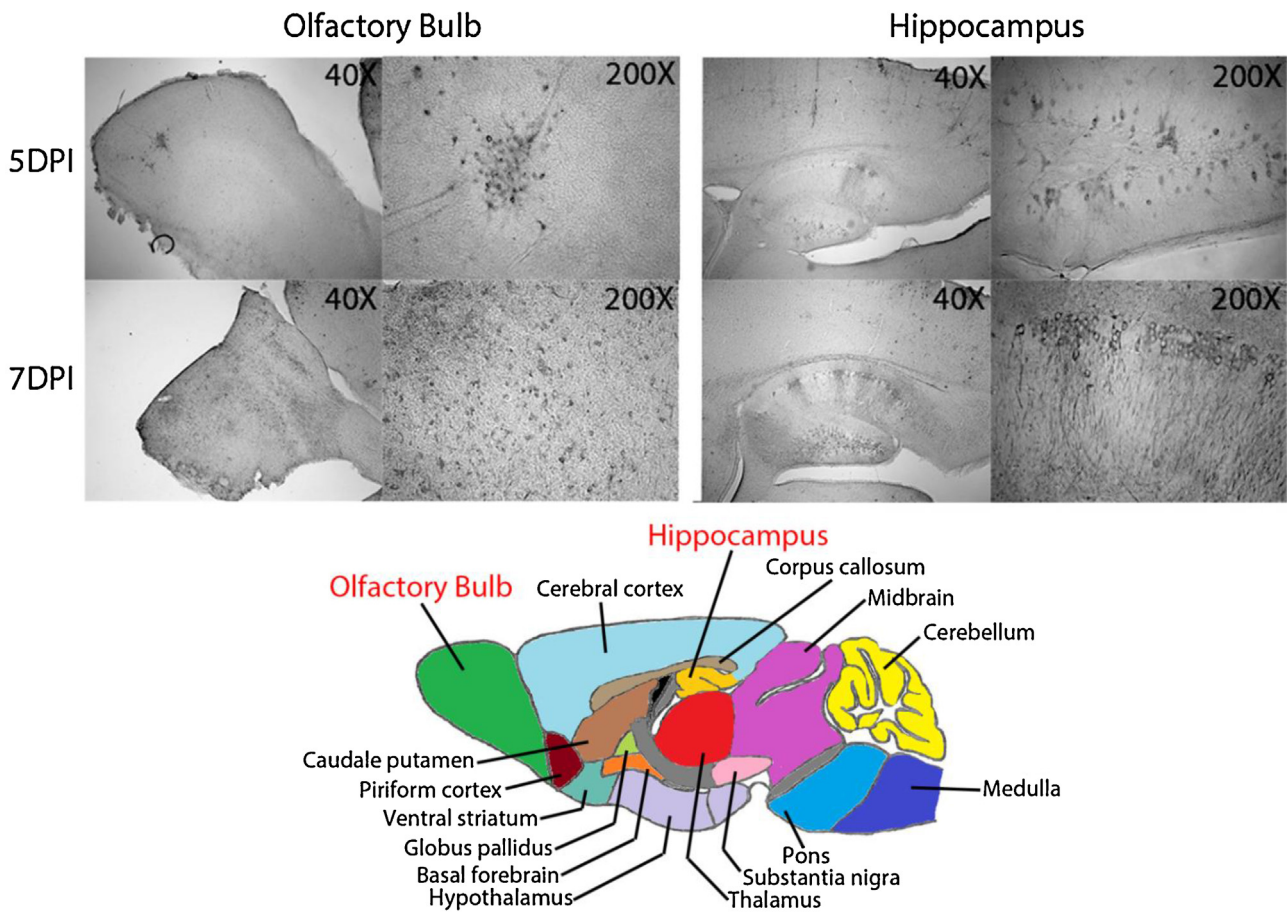 Olfactory Bulb
Hippocampus
5DPI
40X
200X
40X
200X
7DPI
40X
200X
40X
200X
Hippocampus
Olfactory Bulb
Cerebral cortex
Corpus callosum
Midbrain
Cerebellum
Caudale putamen
Piriform cortex
Ventral striatum
Globus pallidus
Basal forebrain
Hypothalamus
Medulla
Pons
Substantia nigra
Thalamus